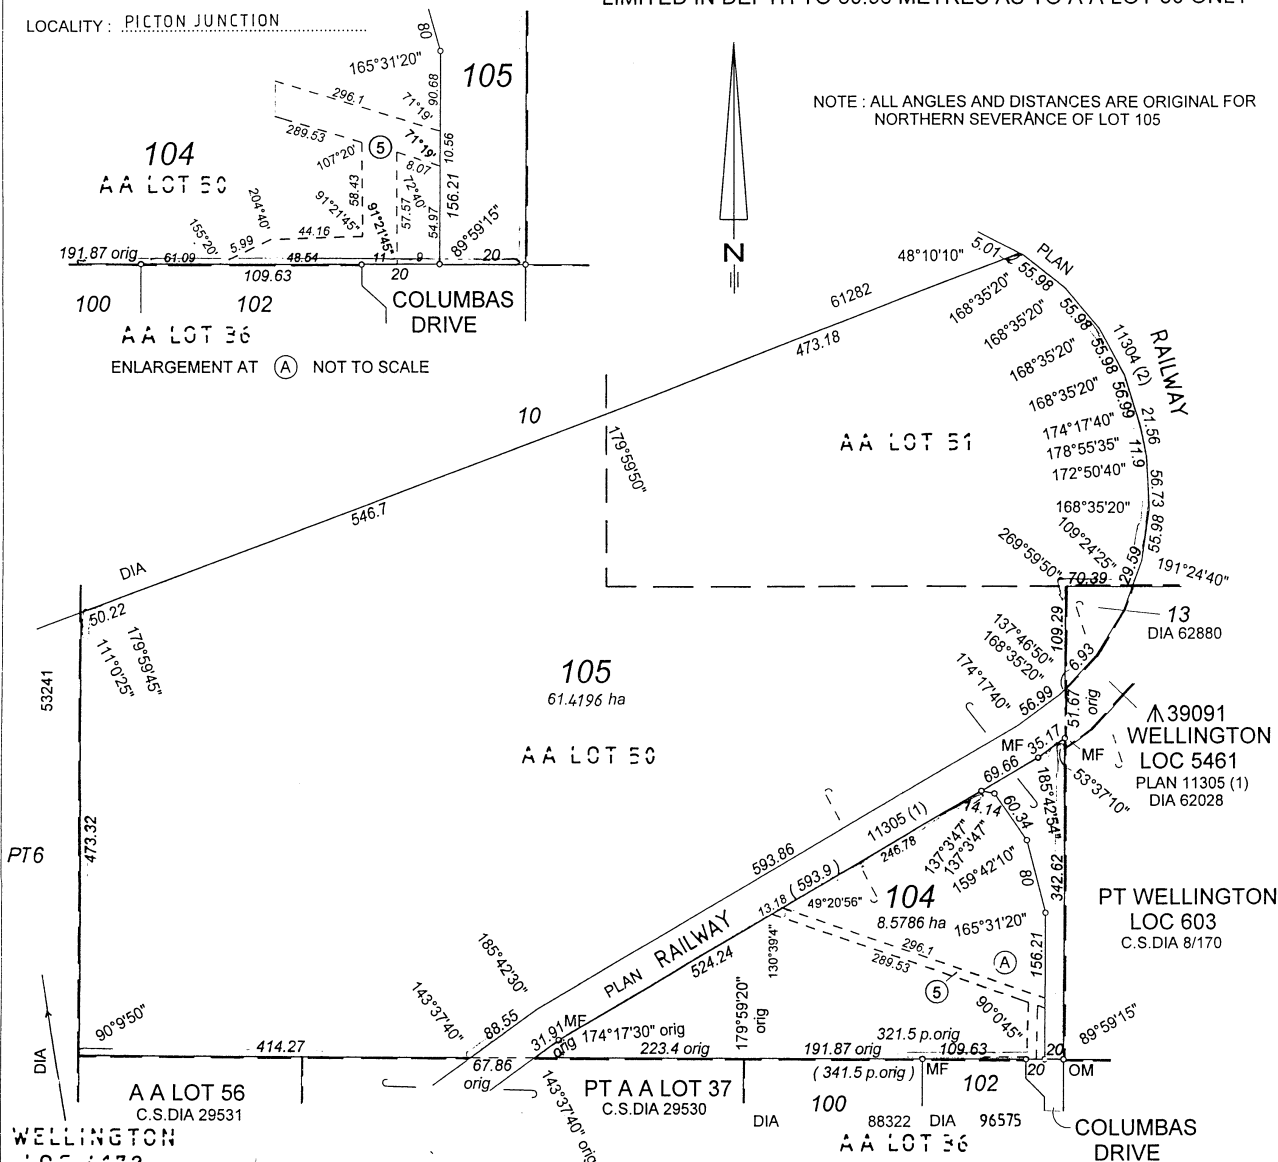 LIMITED IN DEPTH TO 60.96 METRES AS TO A A LOT 50 ONLY
LOCALITY : PICTON JUNCTION
80
165°31'20"
105
90.68
296.1
71°19'
289.53
5
71°19'
10.56
107°20'
8.07
104
AA LOT 50
204°40'
58.43
72°40'
156.21
91°21'45"
91°21'45"
57.57
54.97
89°59'15"
155°20'
5.99
44.16
191.87 orig
61.09
48.54
11
9
20
109.63
20
100
102
COLUMBAS
DRIVE
AA LOT 36
ENLARGEMENT AT A NOT TO SCALE
NOTE : ALL ANGLES AND DISTANCES ARE ORIGINAL FOR
NORTHERN SEVERANCE OF LOT 105
N
48°10'10"
5.01
PLAN
55.98
61282
168°35'20"
55.98
473.18
168°35'20"
55.98
11304 (2)
RAILWAY
168°35'20"
56.99
168°35'20"
21.56
10
174°17'40"
AA LOT 51
178°55'35"
11.9
179°59'50"
172°50'40"
56.73
168°35'20"
546.7
109°24'25"
55.98
269°59'50"
29.59
DIA
70.39
191°24'40"
50.22
109.29
13
DIA 62880
179°59'45"
111°0'25"
137°46'50"
168°35'20"
6.93
174°17'40"
105
61.4196 ha
53241
56.99
51.67
orig
39091
WELLINGTON
LOC 5461
PLAN 11305 (1)
DIA 62028
AA LOT 50
MF
35.17
MF
69.66
53°37'10"
185°42'54"
14.14
60.34
11305 (1)
246.78
137°3'47"
137°3'47"
159°42'10"
473.32
PT6
593.86
( 593.9 )
80
342.62
13.18
49°20'56"
104
8.5786 ha
165°31'20"
PT WELLINGTON
LOC 603
C.S.DIA 8/170
185°42'30"
RAILWAY
PLAN
524.24
130°39'4"
296.1
289.53
A
5
156.21
143°37'40"
179°59'20"
orig
90°0'45"
90°9'50"
88.55
31.91
orig
MF
174°17'30" orig
321.5 p.orig
89°59'15"
414.27
223.4 orig
191.87 orig
109.63
20
67.86
orig
( 341.5 p.orig )
MF
20
OM
DIA
AA LOT 56
C.S.DIA 29531
143°37'40" orig
PT A A LOT 37
C.S.DIA 29530
102
100
DIA
88322
DIA
96575
AA LOT 36
COLUMBAS
DRIVE
WELLINGTON